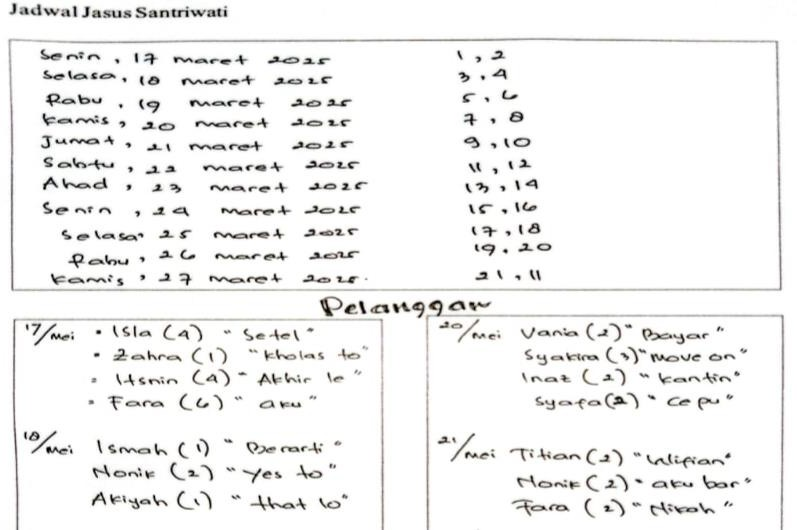 Jadwal Jasus Santriwati
Senin, 17 maret 2025 1, 2
Selasa, 18 maret 2025 3, 4
Rabu, 19 maret 2025 5, 6
Kamis, 20 maret 2025 7, 8
Jumat, 21 maret 2025 9, 10
Sabtu, 22 maret 2025 11, 12
Ahad, 23 maret 2025 13, 14
Senin, 24 maret 2025 15, 16
Selasa, 25 maret 2025 17, 18
Rabu, 26 maret 2025 19, 20
Kamis, 27 maret 2025. 21, 11
Pelanggan
17/Mei • Isla (4) "Setel"
• Zahra (1) "Kholas to"
• Itsnin (4) "Akhir le"
• Fara (6) "aku"
18/Mei Ismah (1) "Berarti"
Nonik (2) "Yes to"
Akiyah (1) "that lo"
20/Mei Vania (2) "Bayar"
Syakira (3) "move on"
Inaz (2) "kantin"
Syafa (2) "cepu"
21/Mei Titian (2)
Nonik (2) "aku bar"
Fara (2) "Nikah"